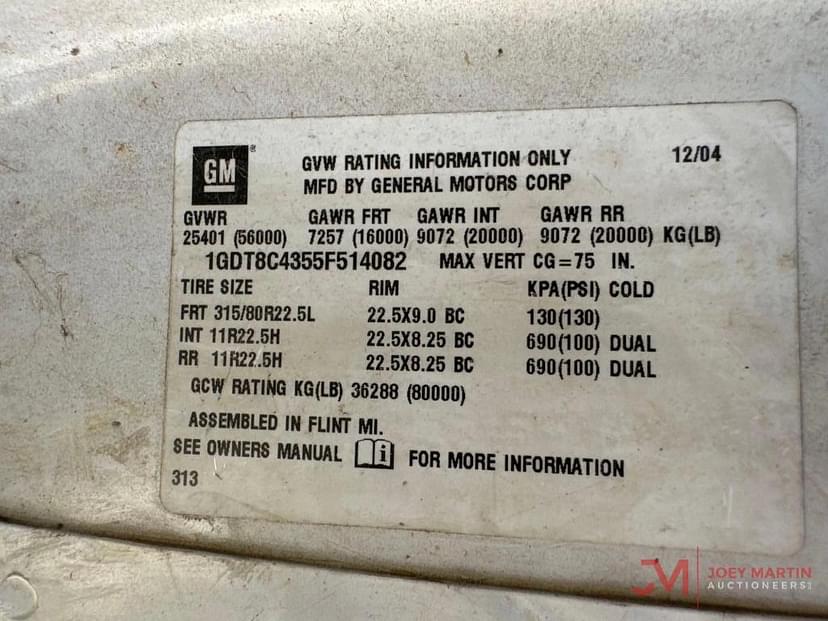 GM®
GVW RATING INFORMATION ONLY 12/04
MFD BY GENERAL MOTORS CORP
GVWR GAWR FRT GAWR INT GAWR RR
25401 (56000) 7257 (16000) 9072 (20000) 9072 (20000) KG(LB)
1GDT8C4355F514082 MAX VERT CG=75 IN.
TIRE SIZE RIM KPA(PSI) COLD
FRT 315/80R22.5L 22.5X9.0 BC 130(130)
INT 11R22.5H 22.5X8.25 BC 690(100) DUAL
RR 11R22.5H 22.5X8.25 BC 690(100) DUAL
GCW RATING KG(LB) 36288 (80000)
ASSEMBLED IN FLINT MI.
SEE OWNERS MANUAL i FOR MORE INFORMATION
313
JM JOEY MARTIN
AUCTIONEERS